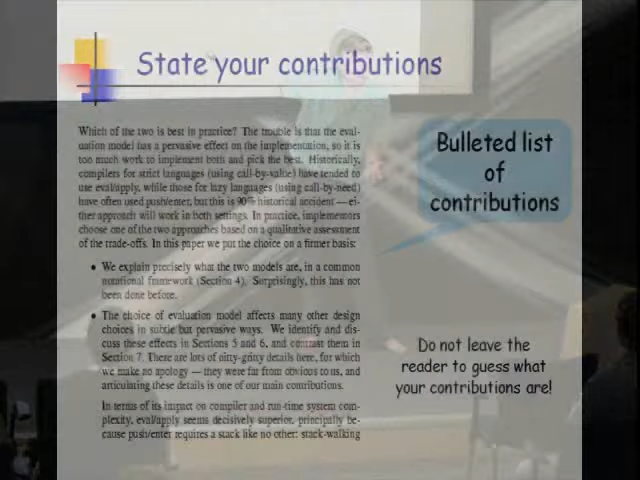 State your contributions
Which of the two is best in practice? The trouble is that the eval-
uation model has a pervasive effect on the implementation, so it is
too much work to implement both and pick the best. Historically,
compilers for strict languages (using call-by-value) have tended to
use eval/apply, while those for lazy languages (using call-by-need)
have often used push/enter, but this is 90% historical accident — ei-
ther approach will work in both settings. In practice, implementors
choose one of the two approaches based on a qualitative assessment
of the trade-offs. In this paper we put the choice on a firmer basis:
• We explain precisely what the two models are, in a common
notational framework (Section 4). Surprisingly, this has not
been done before.
• The choice of evaluation model affects many other design
choices in subtle but pervasive ways. We identify and dis-
cuss these effects in Sections 5 and 6, and contrast them in
Section 7. There are lots of nitty-gritty details here, for which
we make no apology — they were far from obvious to us, and
articulating these details is one of our main contributions.
In terms of its impact on compiler and run-time system com-
plexity, eval/apply seems decisively superior, principally be-
cause push/enter requires a stack like no other: stack-walking
Bulleted list
of
contributions
Do not leave the
reader to guess what
your contributions are!